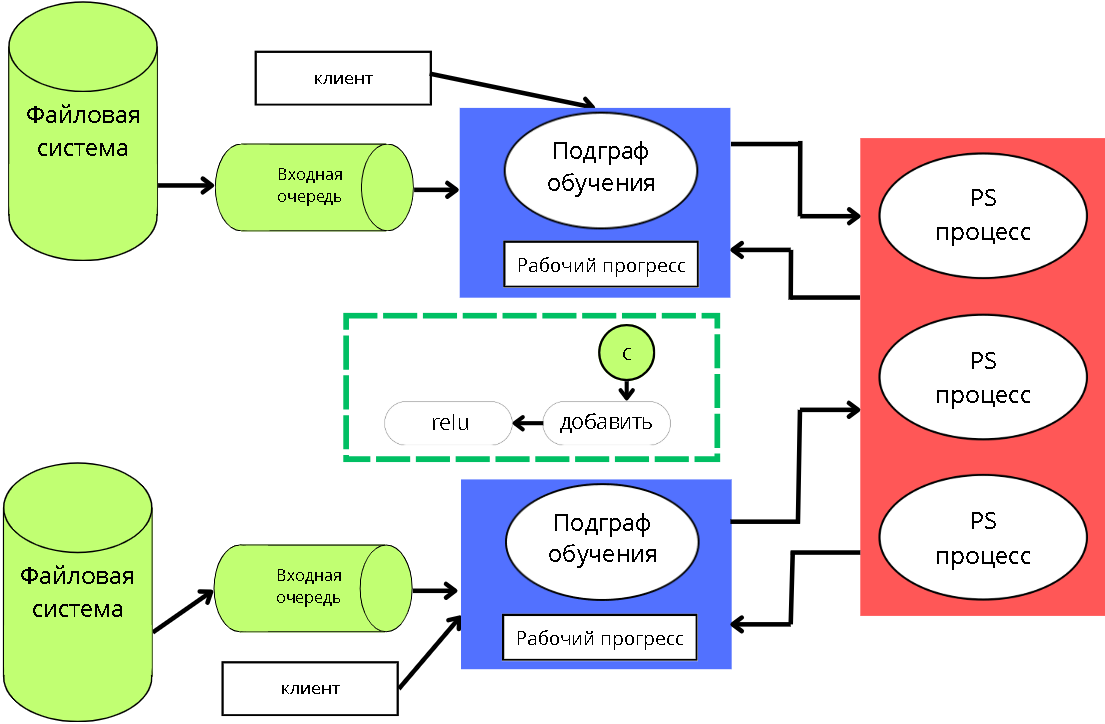 Файловая
система
клиент
Входная
очередь
Подграф
обучения
Рабочий прогресс
PS
процесс
PS
процесс
PS
процесс
c
relu
добавить
Файловая
система
Входная
очередь
клиент
Подграф
обучения
Рабочий прогресс